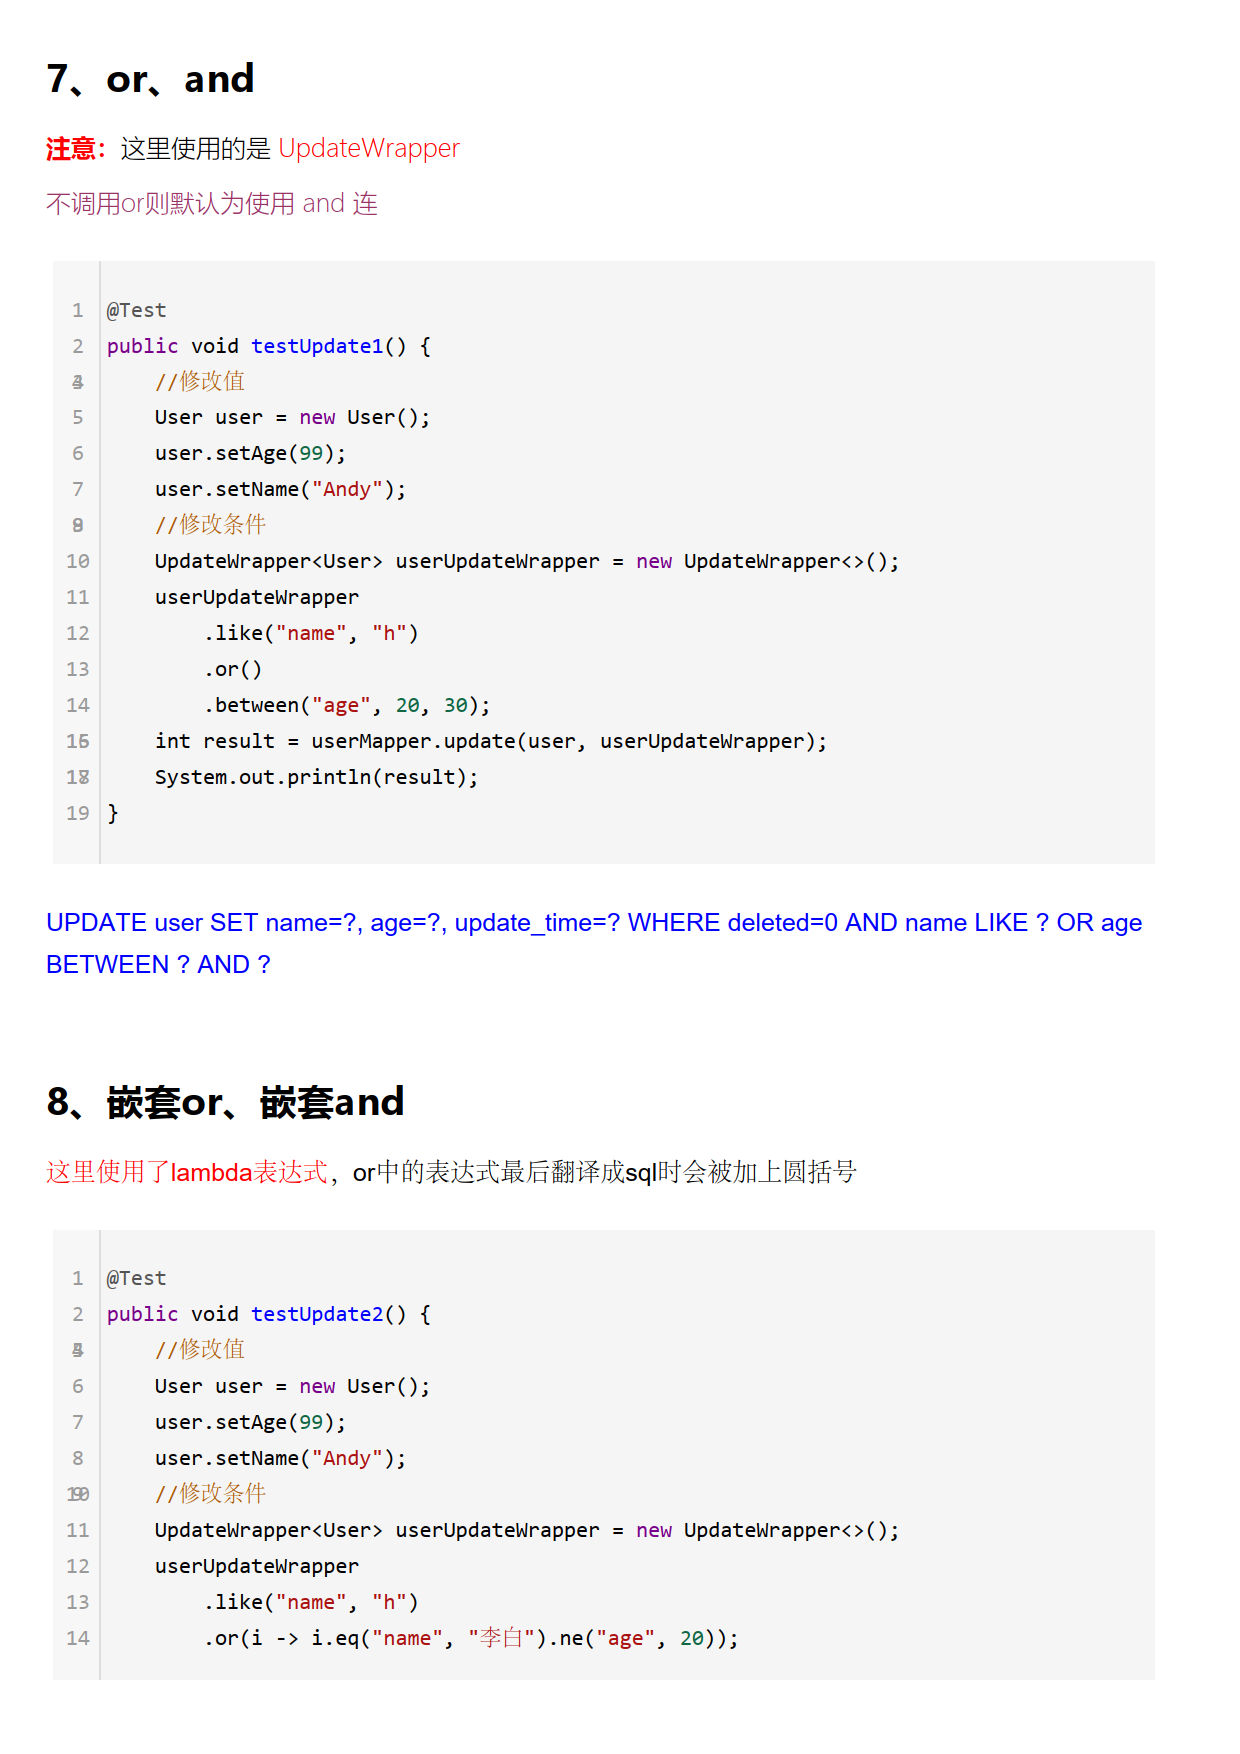 7、or、and
注意：这里使用的是 UpdateWrapper
不调用or则默认为使用 and 连
1 @Test
2 public void testUpdate1() {
//修改值
5 User user = new User();
6 user.setAge(99);
7 user.setName("Andy");
//修改条件
10 UpdateWrapper<User> userUpdateWrapper = new UpdateWrapper<>();
11 userUpdateWrapper
12 .like("name", "h")
13 .or()
14 .between("age", 20, 30);
int result = userMapper.update(user, userUpdateWrapper);
System.out.println(result);
19 }
UPDATE user SET name=?, age=?, update_time=? WHERE deleted=0 AND name LIKE ? OR age
BETWEEN ? AND ?
8、嵌套or、嵌套and
这里使用了lambda表达式，or中的表达式最后翻译成sql时会被加上圆括号
1 @Test
2 public void testUpdate2() {
//修改值
6 User user = new User();
7 user.setAge(99);
8 user.setName("Andy");
//修改条件
11 UpdateWrapper<User> userUpdateWrapper = new UpdateWrapper<>();
12 userUpdateWrapper
13 .like("name", "h")
14 .or(i -> i.eq("name", "李白").ne("age", 20));